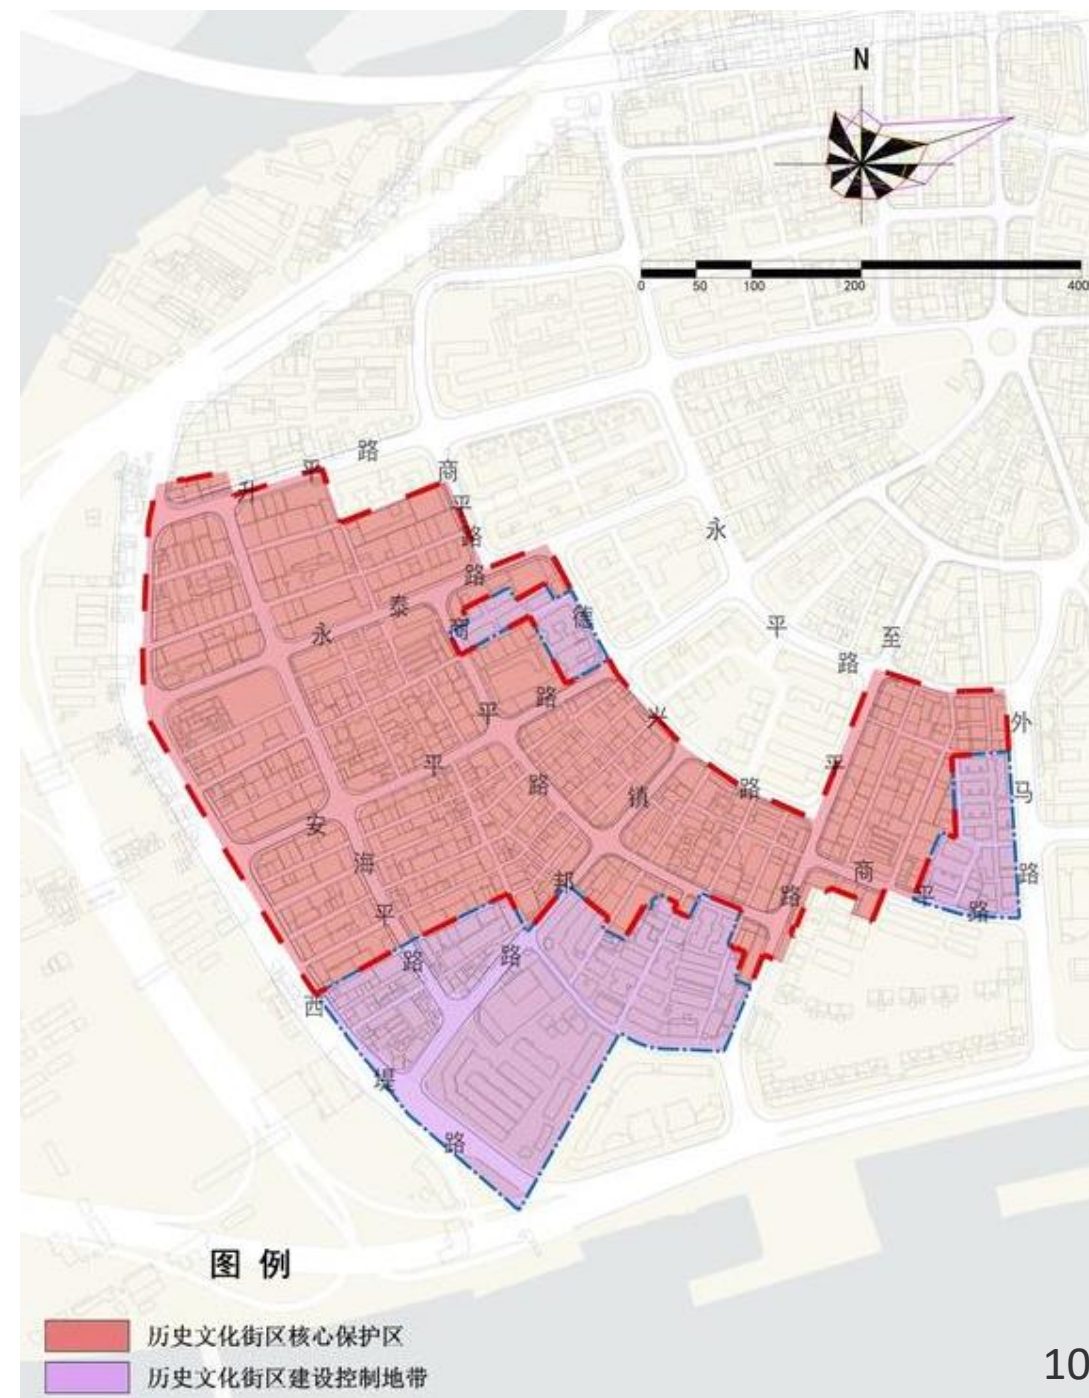 N
0 50 100 200 400
升平路
商平路
永泰路
商平路
德兴路
永平路
安平路
至平路
外马路
镇邦路
海平路
商平路
西堤路
图例
历史文化街区核心保护区
历史文化街区建设控制地带
10